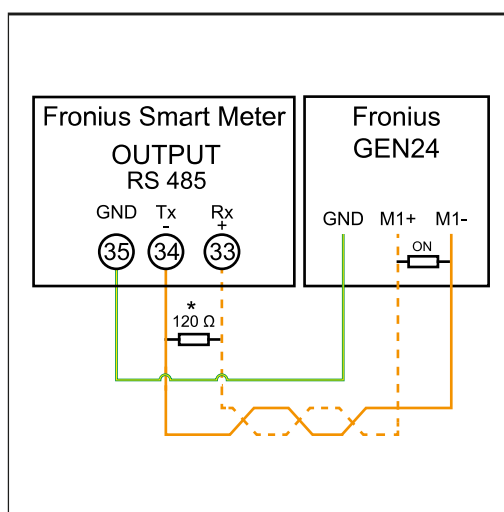 Fronius Smart Meter
OUTPUT
RS 485
GND Tx Rx
- +
35 34 33
*
120 Ω
Fronius
GEN24
GND M1+ M1-
ON